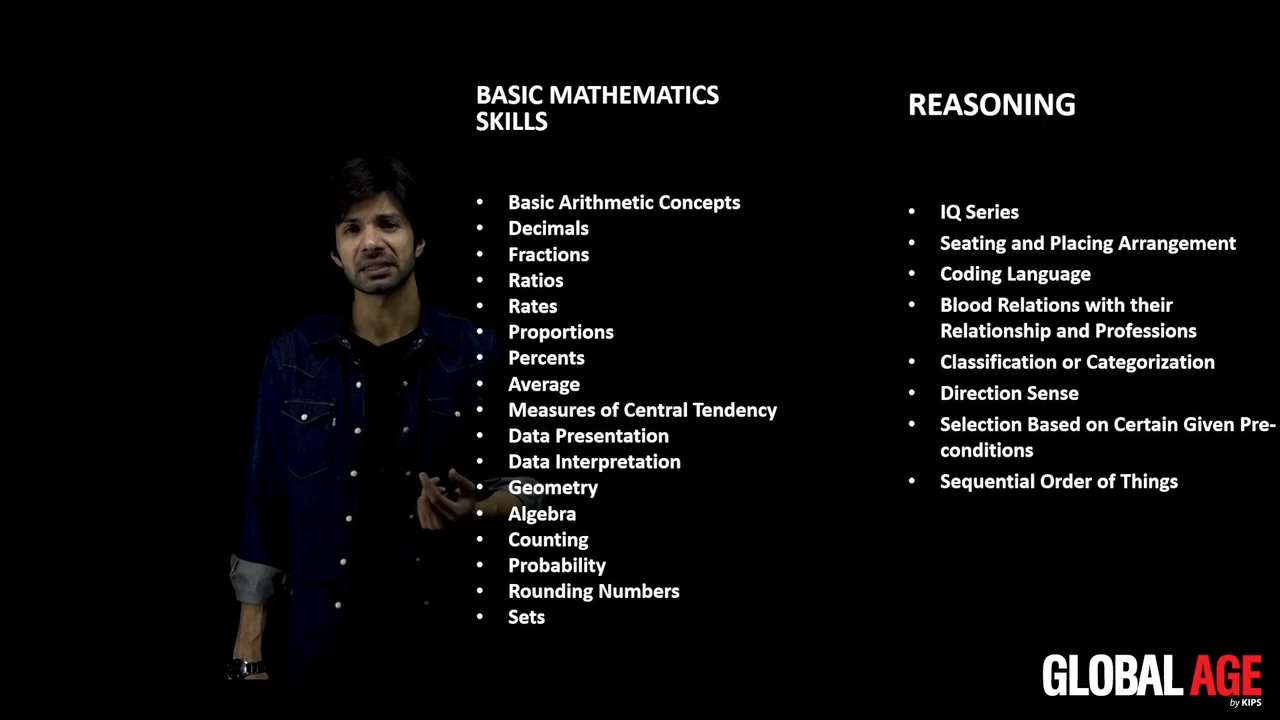 BASIC MATHEMATICS
SKILLS
• Basic Arithmetic Concepts
• Decimals
• Fractions
• Ratios
• Rates
• Proportions
• Percents
• Average
• Measures of Central Tendency
• Data Presentation
• Data Interpretation
• Geometry
• Algebra
• Counting
• Probability
• Rounding Numbers
• Sets
REASONING
• IQ Series
• Seating and Placing Arrangement
• Coding Language
• Blood Relations with their
Relationship and Professions
• Classification or Categorization
• Direction Sense
• Selection Based on Certain Given Pre-
conditions
• Sequential Order of Things
GLOBAL AGE
by KIPS